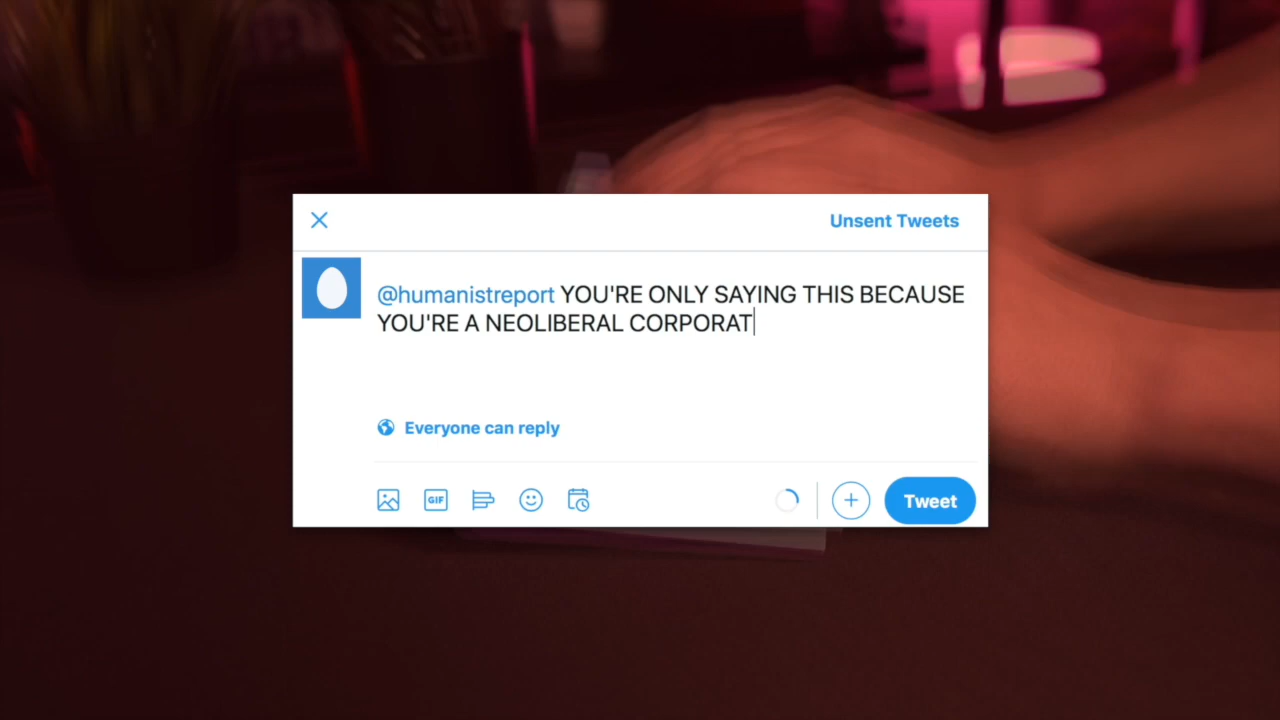 Unsent Tweets
@humanistreport YOU'RE ONLY SAYING THIS BECAUSE
YOU'RE A NEOLIBERAL CORPORAT
Everyone can reply
GIF
Tweet